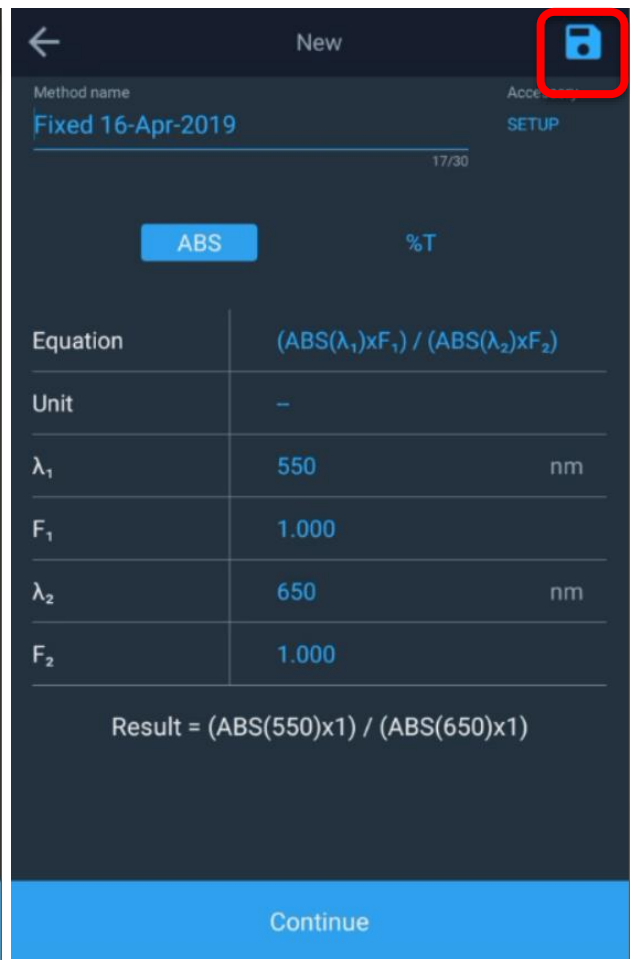 New
Method name
Accessory
Fixed 16-Apr-2019
SETUP
17/30
ABS %T
Equation (ABS(λ₁)xF₁) / (ABS(λ₂)xF₂)
Unit --
λ₁ 550 nm
F₁ 1.000
λ₂ 650 nm
F₂ 1.000
Result = (ABS(550)x1) / (ABS(650)x1)
Continue